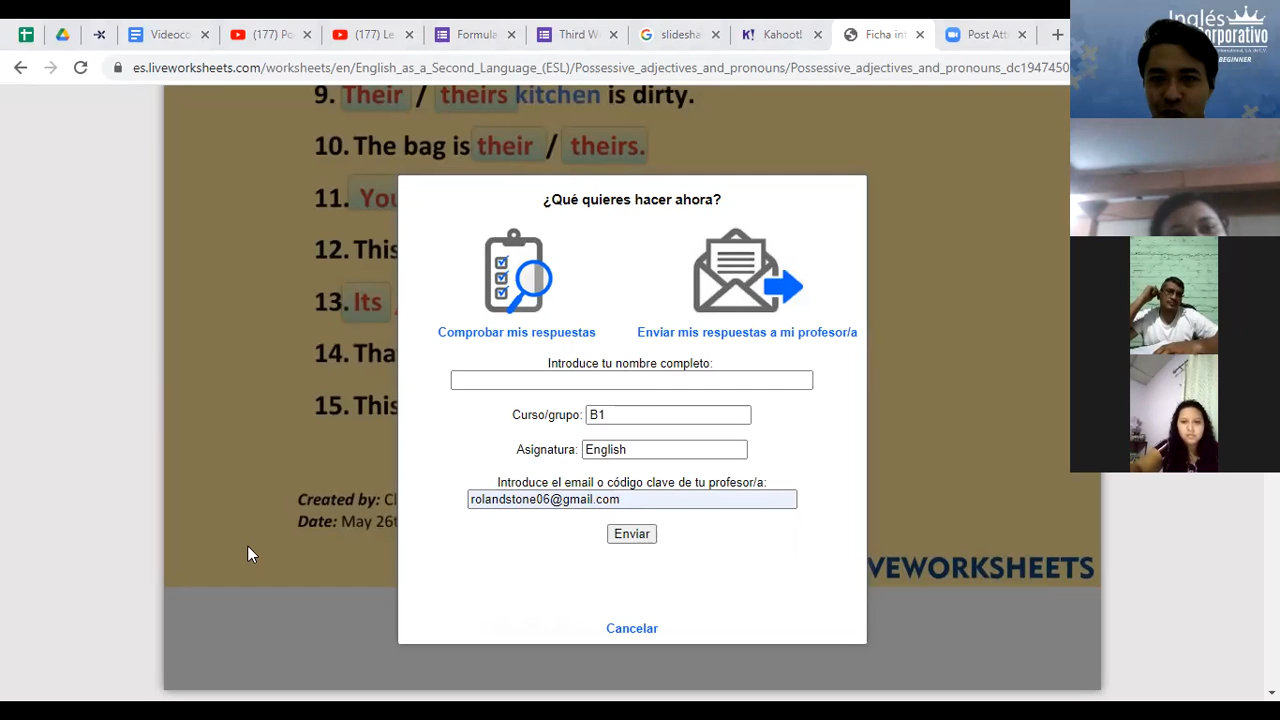 Videoco
(177) Po
(177) Le
Formula
Third W
slidesha
Kahoot!
Ficha int
Post Att
es.liveworksheets.com/worksheets/en/English_as_a_Second_Language_(ESL)/Possessive_adjectives_and_pronouns/Possessive_adjectives_and_pronouns_dc1947450
Inglés
corporativo
BEGINNER
9. Their / theirs kitchen is dirty.
10. The bag is their / theirs.
11. You
12. This
13. Its
14. Tha
15. This
¿Qué quieres hacer ahora?
Comprobar mis respuestas
Enviar mis respuestas a mi profesor/a
Introduce tu nombre completo:
Curso/grupo: B1
Asignatura: English
Introduce el email o código clave de tu profesor/a:
rolandstone06@gmail.com
Enviar
Cancelar
Created by: Cl
Date: May 26t
VEWORKSHEETS